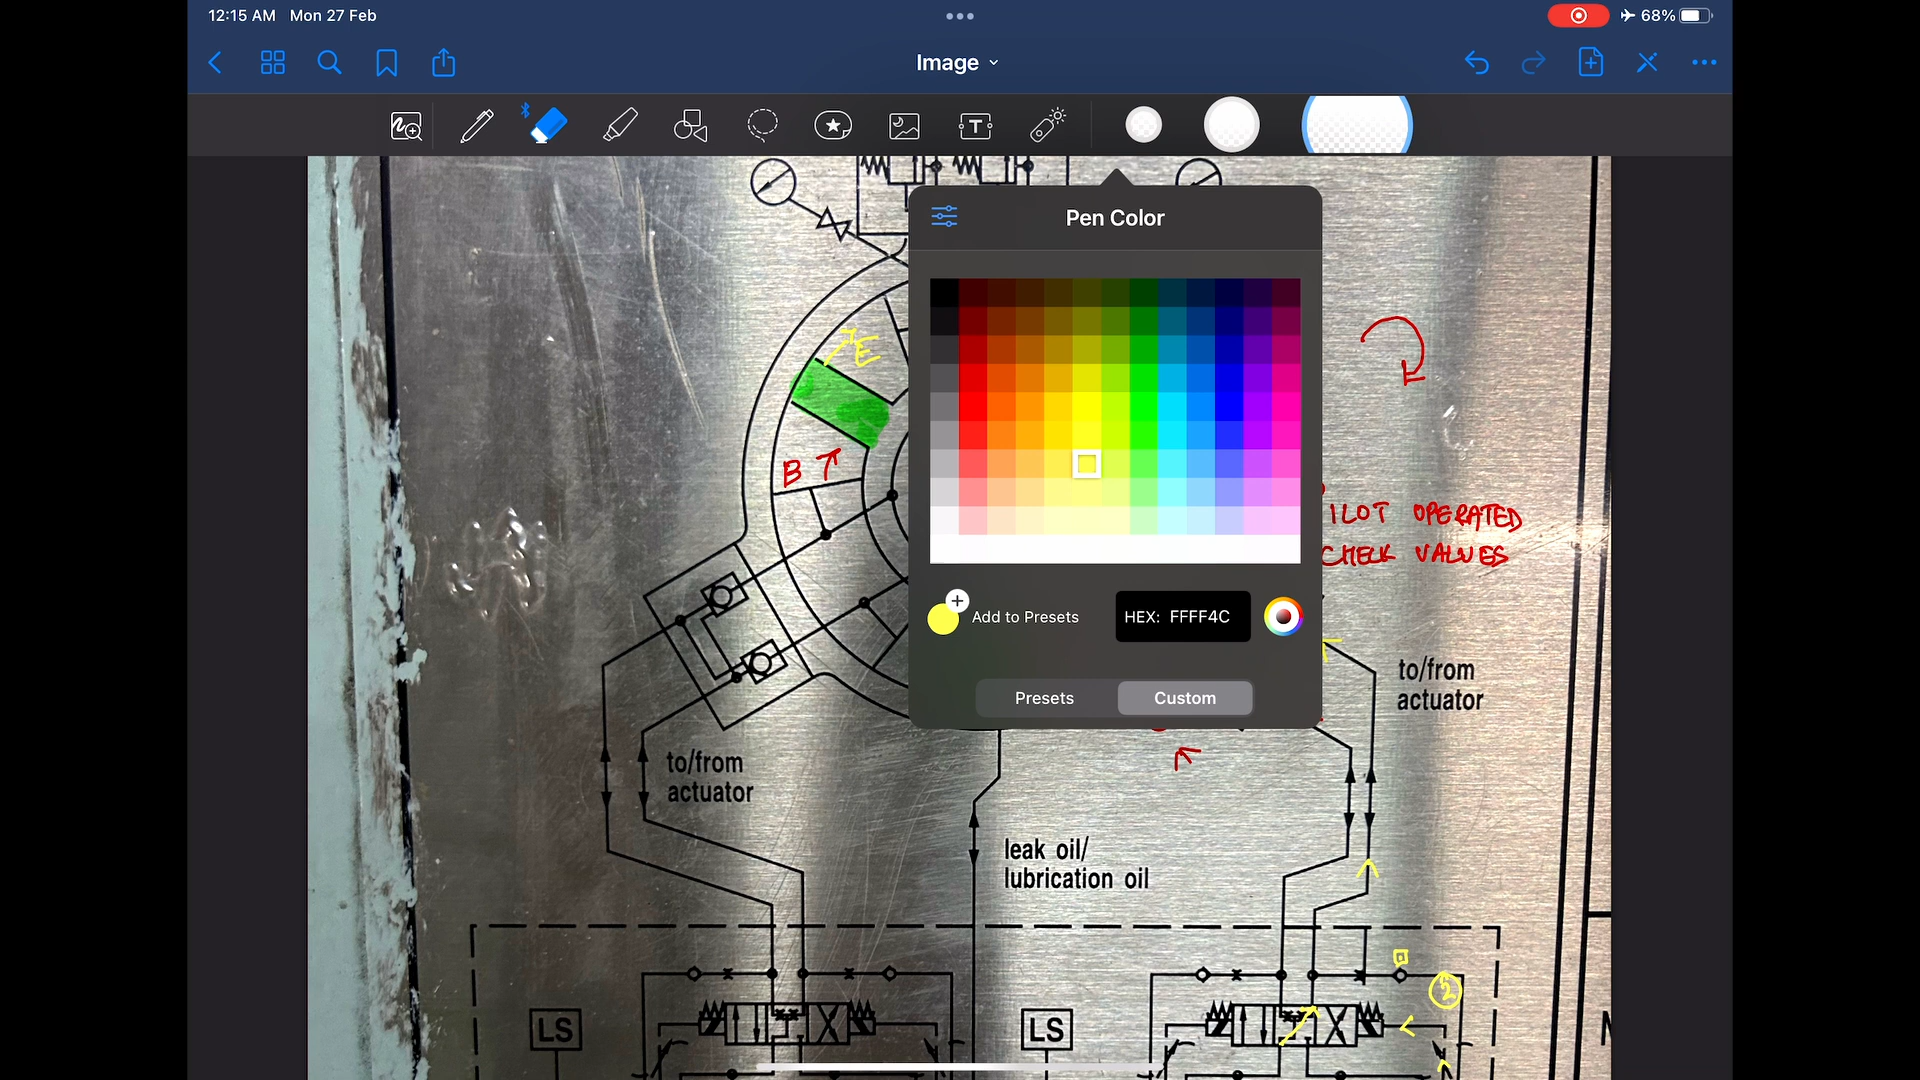 12:15 AM Mon 27 Feb
68%
Image
T
Pen Color
E
B
ILOT OPERATED
CHECK VALUES
Add to Presets
HEX: FFFF4C
Presets Custom
to/from
actuator
to/from
actuator
leak oil/
lubrication oil
2
LS
LS